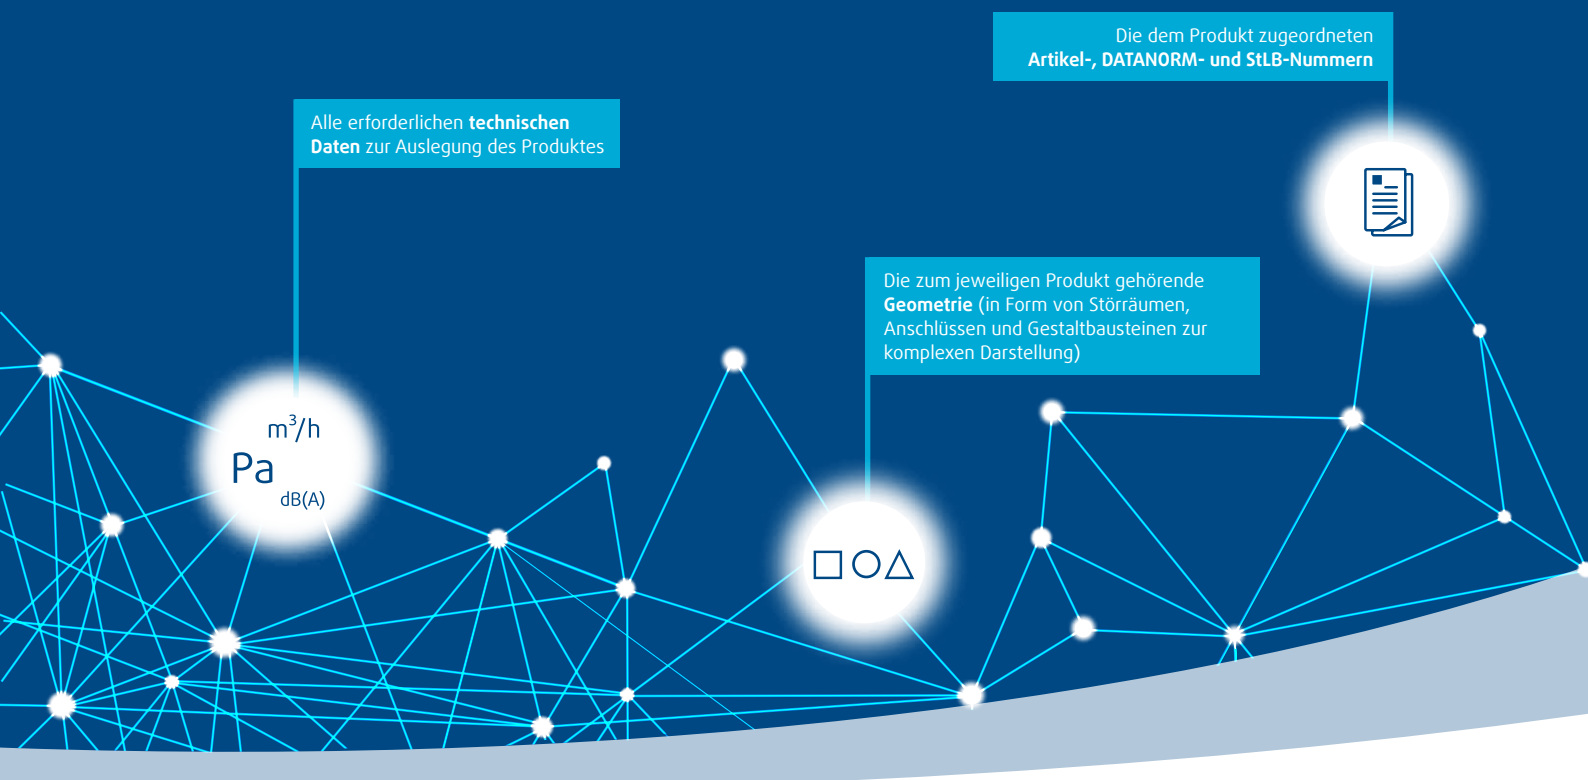 Die dem Produkt zugeordneten
Artikel-, DATANORM- und StLB-Nummern
Alle erforderlichen technischen
Daten zur Auslegung des Produktes
Die zum jeweiligen Produkt gehörende
Geometrie (in Form von Störräumen,
Anschlüssen und Gestaltbausteinen zur
komplexen Darstellung)
m³/h
Pa
dB(A)